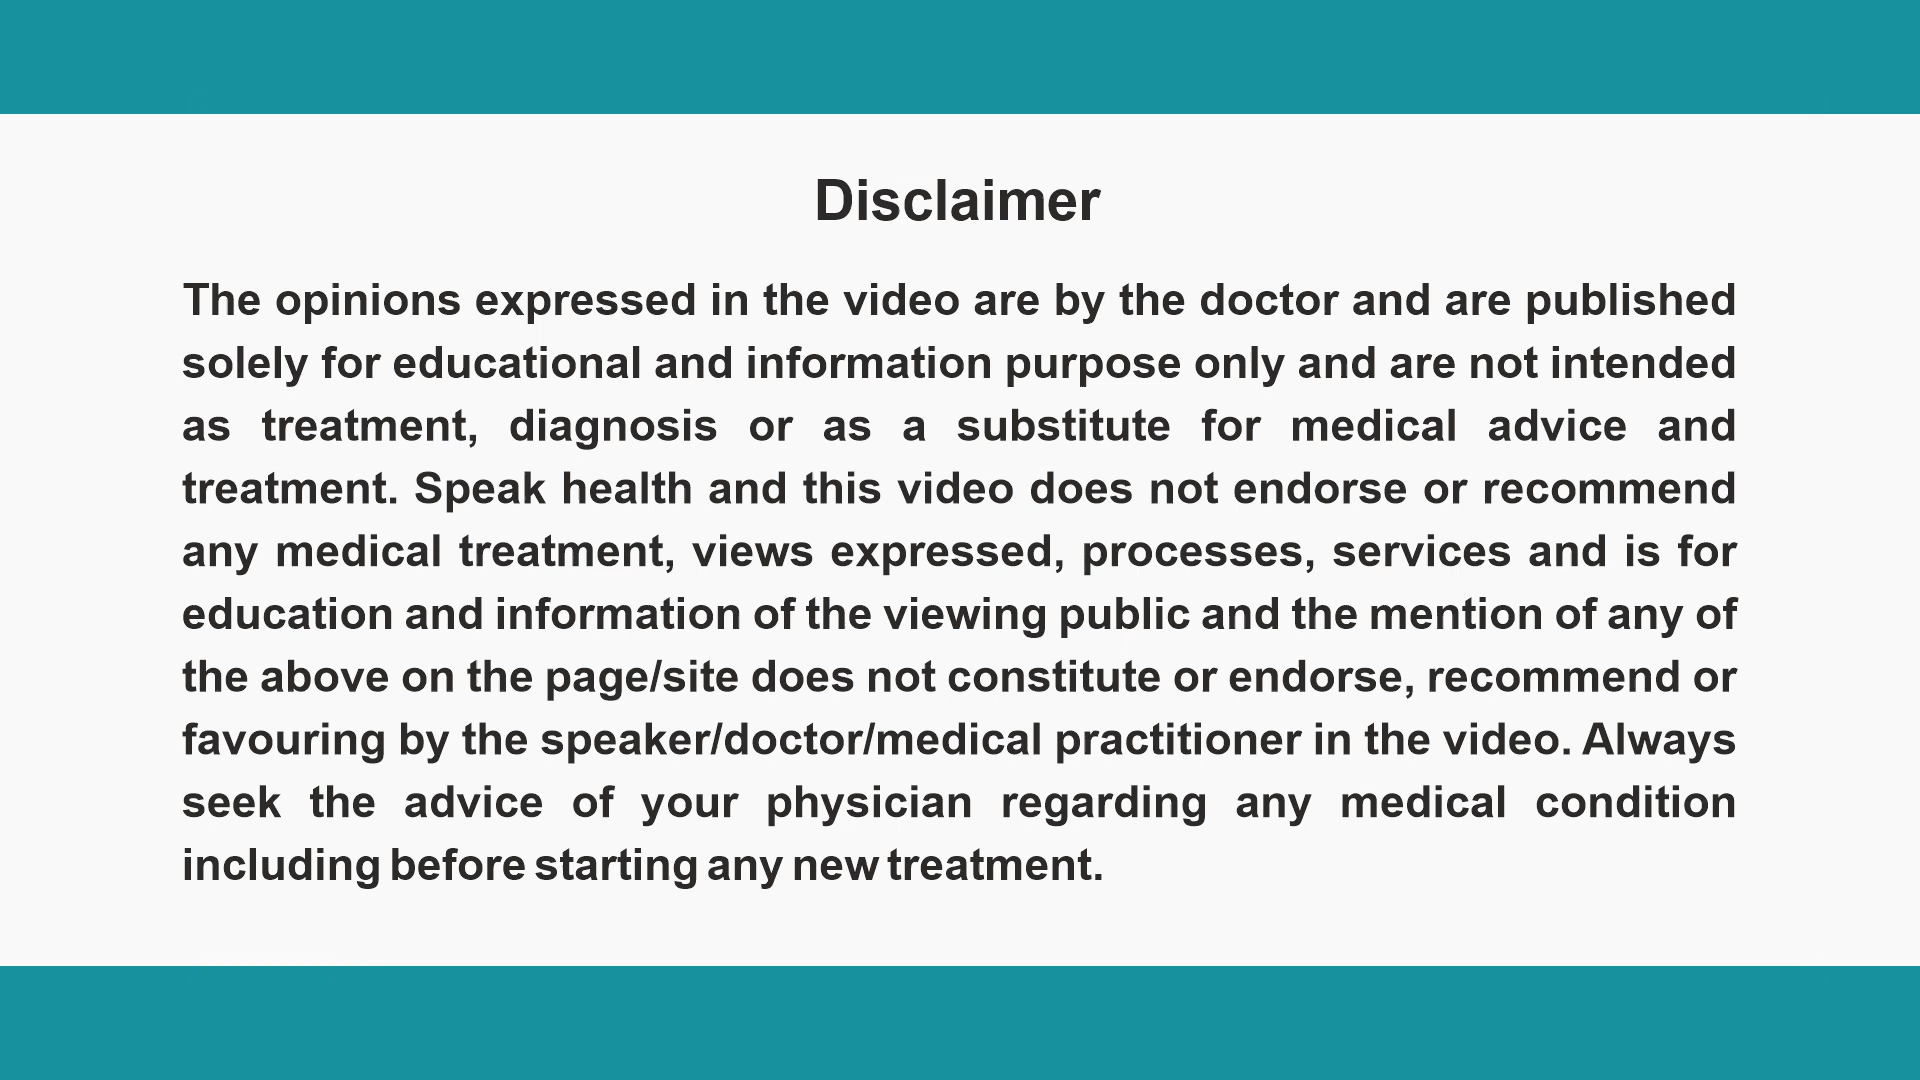 Disclaimer
The opinions expressed in the video are by the doctor and are published
solely for educational and information purpose only and are not intended
as treatment, diagnosis or as a substitute for medical advice and
treatment. Speak health and this video does not endorse or recommend
any medical treatment, views expressed, processes, services and is for
education and information of the viewing public and the mention of any of
the above on the page/site does not constitute or endorse, recommend or
favouring by the speaker/doctor/medical practitioner in the video. Always
seek the advice of your physician regarding any medical condition
including before starting any new treatment.